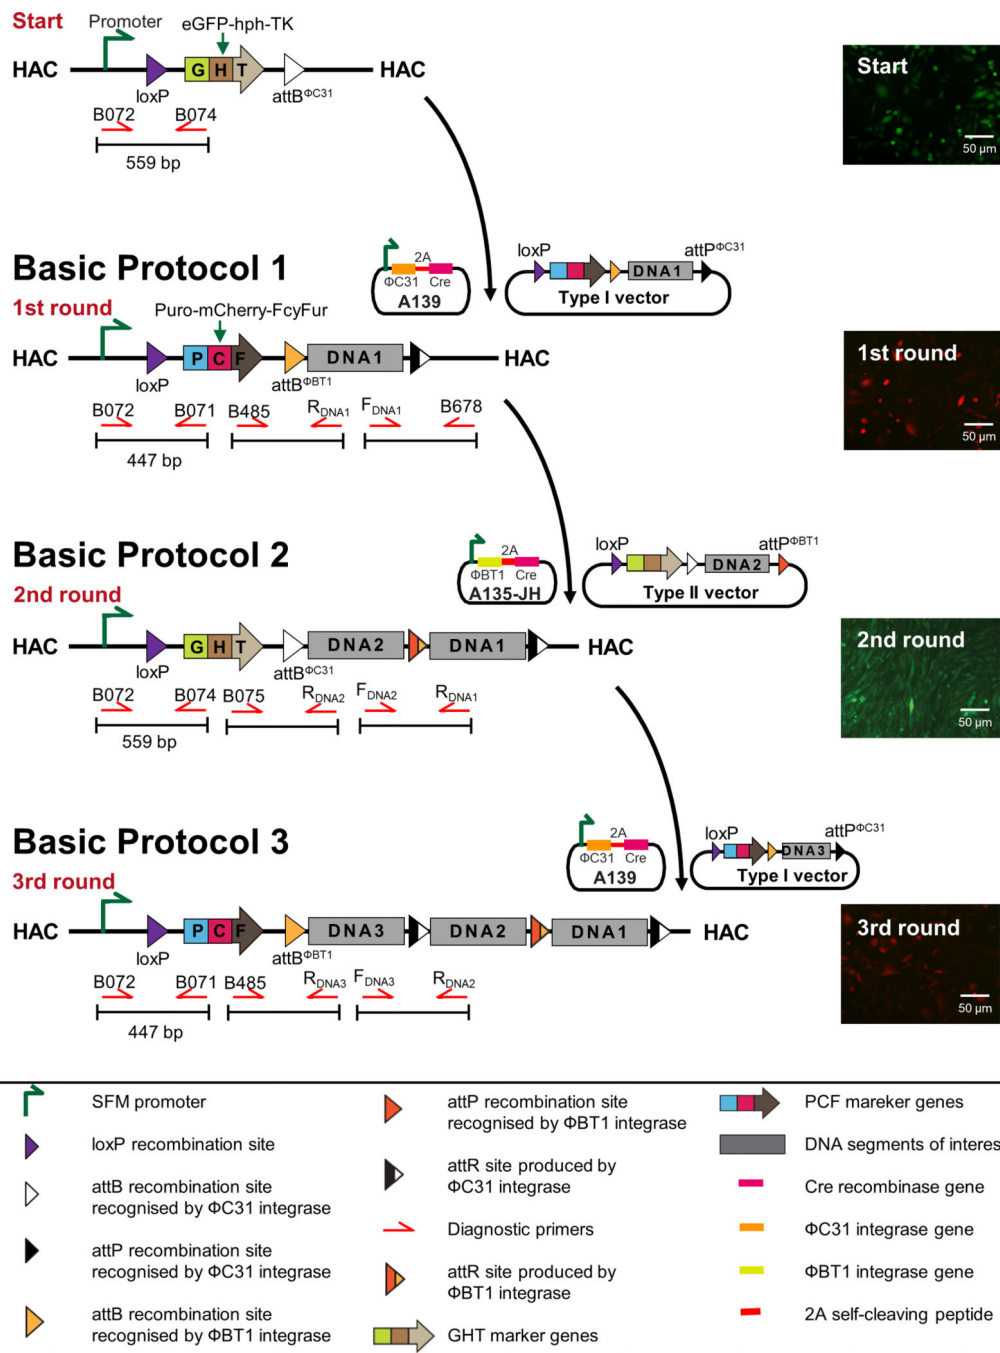 Start
Promoter
eGFP-hph-TK
HAC
G H T
HAC
loxP
attBΦC31
B072
B074
559 bp
Start
50 µm
Basic Protocol 1
1st round
Puro-mCherry-FcyFur
2A
ΦC31
Cre
A139
loxP
attPΦC31
DNA1
Type I vector
HAC
P C F
DNA1
HAC
loxP
attBΦBT1
B072
B071
B485
RDNA1
FDNA1
B678
447 bp
1st round
50 µm
Basic Protocol 2
2nd round
2A
ΦBT1
Cre
A135-JH
loxP
attPΦBT1
DNA2
Type II vector
HAC
G H T
DNA2
DNA1
HAC
loxP
attBΦC31
B072
B074
B075
RDNA2
FDNA2
RDNA1
559 bp
2nd round
50 µm
Basic Protocol 3
3rd round
2A
ΦC31
Cre
A139
loxP
attPΦC31
DNA3
Type I vector
HAC
P C F
DNA3
DNA2
DNA1
HAC
loxP
attBΦBT1
B072
B071
B485
RDNA3
FDNA3
RDNA2
447 bp
3rd round
50 µm
SFM promoter
loxP recombination site
attB recombination site
recognised by ΦC31 integrase
attP recombination site
recognised by ΦC31 integrase
attB recombination site
recognised by ΦBT1 integrase
attP recombination site
recognised by ΦBT1 integrase
attR site produced by
ΦC31 integrase
Diagnostic primers
attR site produced by
ΦBT1 integrase
GHT marker genes
PCF mareker genes
DNA segments of interes
Cre recombinase gene
ΦC31 integrase gene
ΦBT1 integrase gene
2A self-cleaving peptide